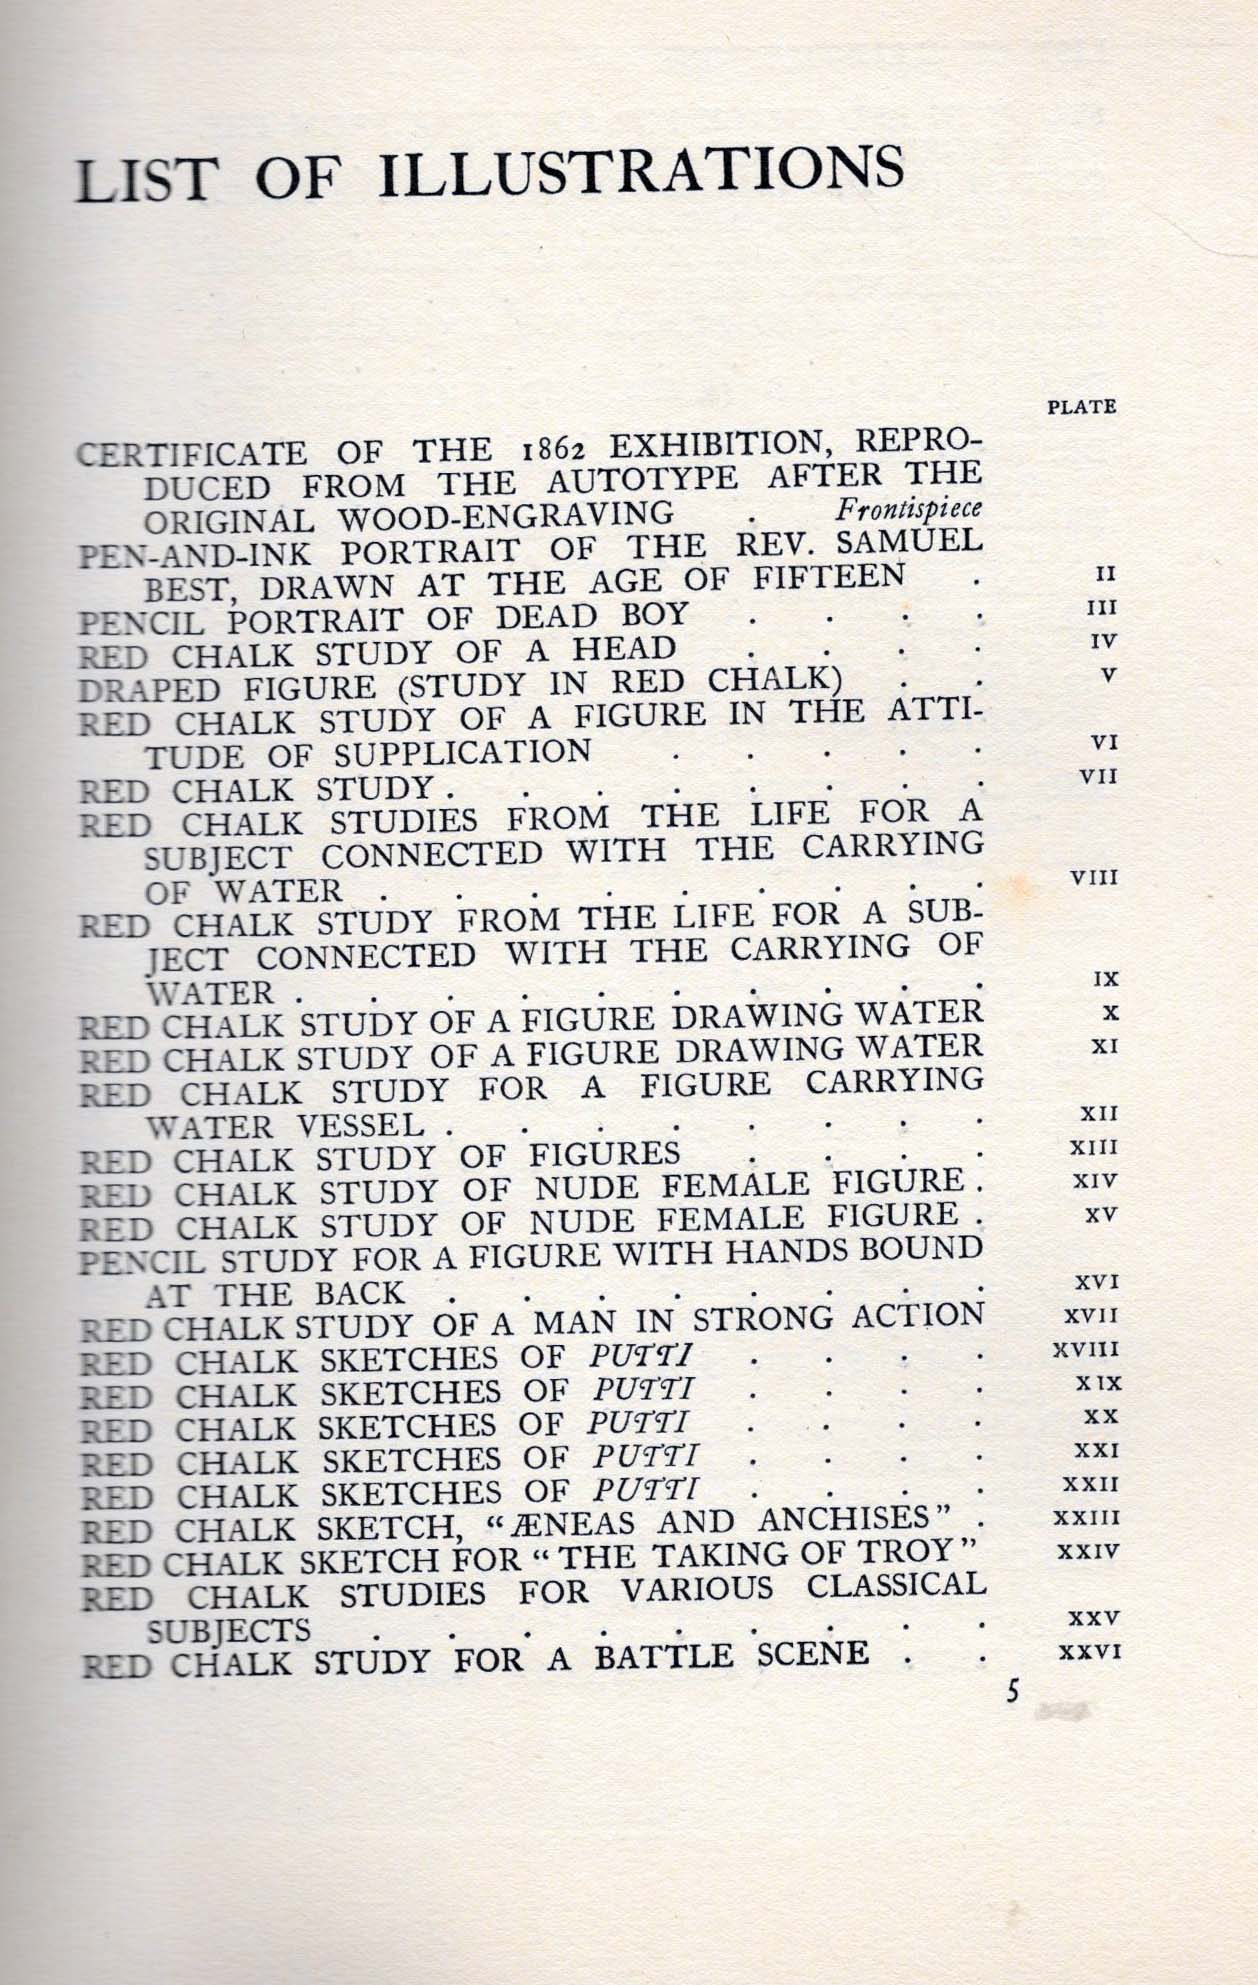 LIST OF ILLUSTRATIONS
PLATE
CERTIFICATE OF THE 1862 EXHIBITION, REPRO-
DUCED FROM THE AUTOTYPE AFTER THE
ORIGINAL WOOD-ENGRAVING . Frontispiece
PEN-AND-INK PORTRAIT OF THE REV. SAMUEL
BEST, DRAWN AT THE AGE OF FIFTEEN . II
PENCIL PORTRAIT OF DEAD BOY . . . . III
RED CHALK STUDY OF A HEAD . . . . IV
DRAPED FIGURE (STUDY IN RED CHALK) . . V
RED CHALK STUDY OF A FIGURE IN THE ATTI-
TUDE OF SUPPLICATION . . . . . VI
RED CHALK STUDY . . . . . . . . VII
RED CHALK STUDIES FROM THE LIFE FOR A
SUBJECT CONNECTED WITH THE CARRYING
OF WATER . . . . . . . . . VIII
RED CHALK STUDY FROM THE LIFE FOR A SUB-
JECT CONNECTED WITH THE CARRYING OF
WATER . . . . . . . . . . IX
RED CHALK STUDY OF A FIGURE DRAWING WATER X
RED CHALK STUDY OF A FIGURE DRAWING WATER XI
RED CHALK STUDY FOR A FIGURE CARRYING
WATER VESSEL . . . . . . . . XII
RED CHALK STUDY OF FIGURES . . . . XIII
RED CHALK STUDY OF NUDE FEMALE FIGURE . XIV
RED CHALK STUDY OF NUDE FEMALE FIGURE . XV
PENCIL STUDY FOR A FIGURE WITH HANDS BOUND
AT THE BACK . . . . . . . . XVI
RED CHALK STUDY OF A MAN IN STRONG ACTION XVII
RED CHALK SKETCHES OF PUTTI . . . . XVIII
RED CHALK SKETCHES OF PUTTI . . . . XIX
RED CHALK SKETCHES OF PUTTI . . . . XX
RED CHALK SKETCHES OF PUTTI . . . . XXI
RED CHALK SKETCHES OF PUTTI . . . . XXII
RED CHALK SKETCH, "ÆNEAS AND ANCHISES" . XXIII
RED CHALK SKETCH FOR "THE TAKING OF TROY" XXIV
RED CHALK STUDIES FOR VARIOUS CLASSICAL
SUBJECTS . . . . . . . . . XXV
RED CHALK STUDY FOR A BATTLE SCENE . . XXVI
5